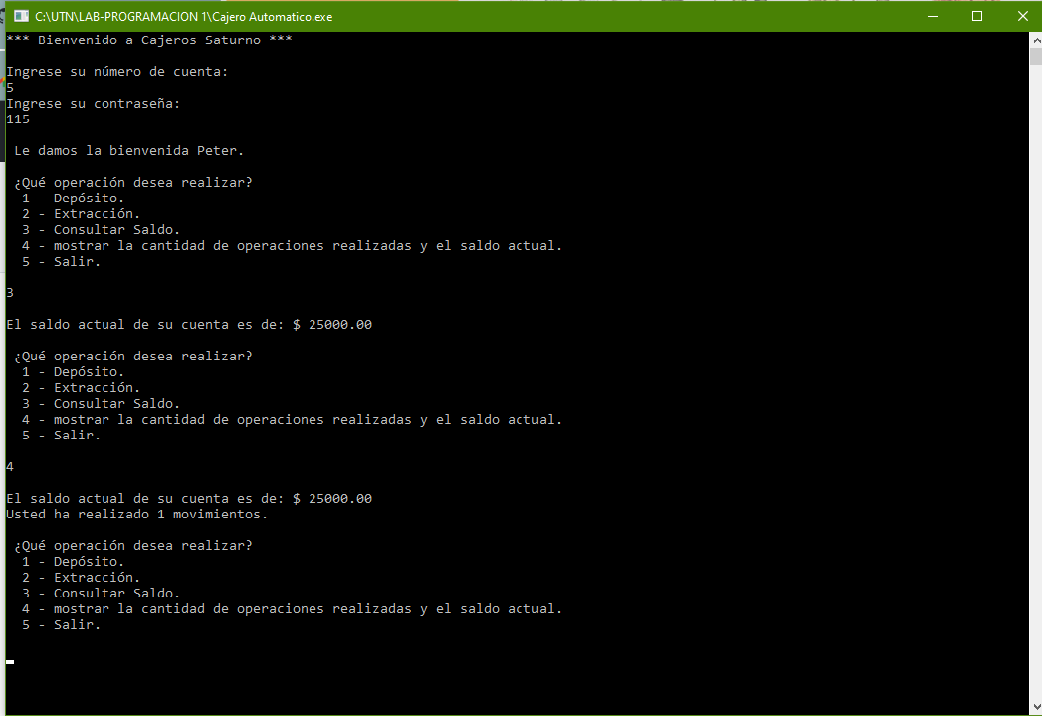 C:\UTN\LAB-PROGRAMACION 1\Cajero Automatico.exe
*** Bienvenido a Cajeros Saturno ***
Ingrese su número de cuenta:
5
Ingrese su contraseña:
115
Le damos la bienvenida Peter.
¿Qué operación desea realizar?
1   Depósito.
2 - Extracción.
3 - Consultar Saldo.
4 - mostrar la cantidad de operaciones realizadas y el saldo actual.
5 - Salir.
3
El saldo actual de su cuenta es de: $ 25000.00
¿Qué operación desea realizar?
1 - Depósito.
2 - Extracción.
3 - Consultar Saldo.
4 - mostrar la cantidad de operaciones realizadas y el saldo actual.
5 - Salir.
4
El saldo actual de su cuenta es de: $ 25000.00
Usted ha realizado 1 movimientos.
¿Qué operación desea realizar?
1 - Depósito.
2 - Extracción.
3 - Consultar Saldo.
4 - mostrar la cantidad de operaciones realizadas y el saldo actual.
5 - Salir.